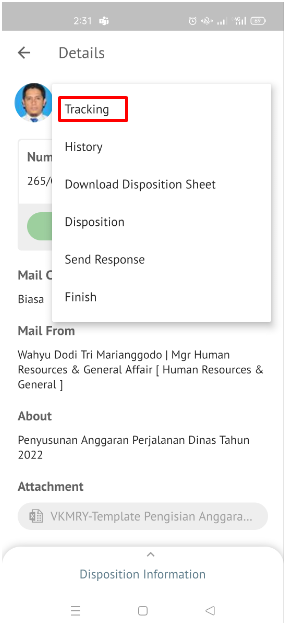 2:31
Details
Tracking
History
Download Disposition Sheet
Disposition
Send Response
Finish
Num
265/
Mail
Biasa
Mail From
Wahyu Dodi Tri Marianggodo | Mgr Human
Resources & General Affair [ Human Resources &
General ]
About
Penyusunan Anggaran Perjalanan Dinas Tahun
2022
Attachment
VKMRY-Template Pengisian Anggara...
Disposition Information